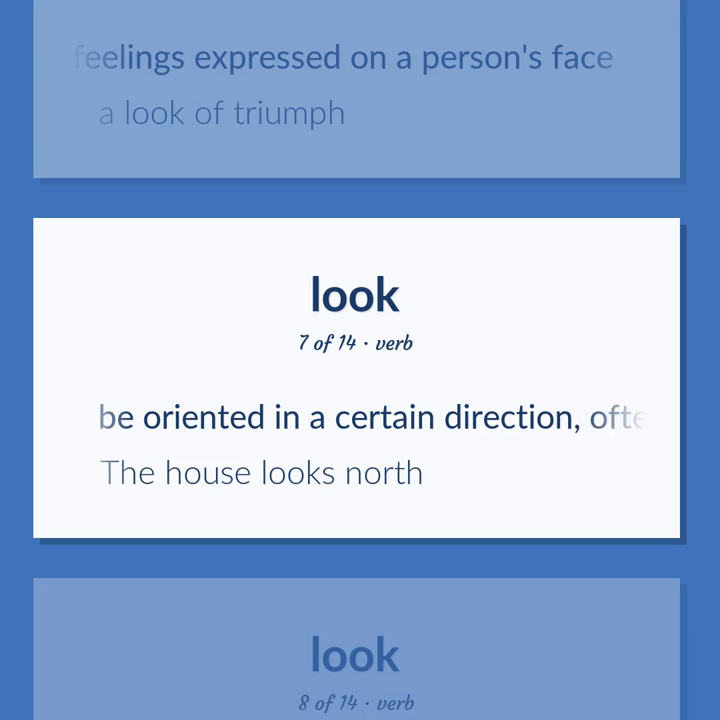 feelings expressed on a person's face
a look of triumph
look
7 of 14 · verb
be oriented in a certain direction, ofte
The house looks north
look
8 of 14 · verb